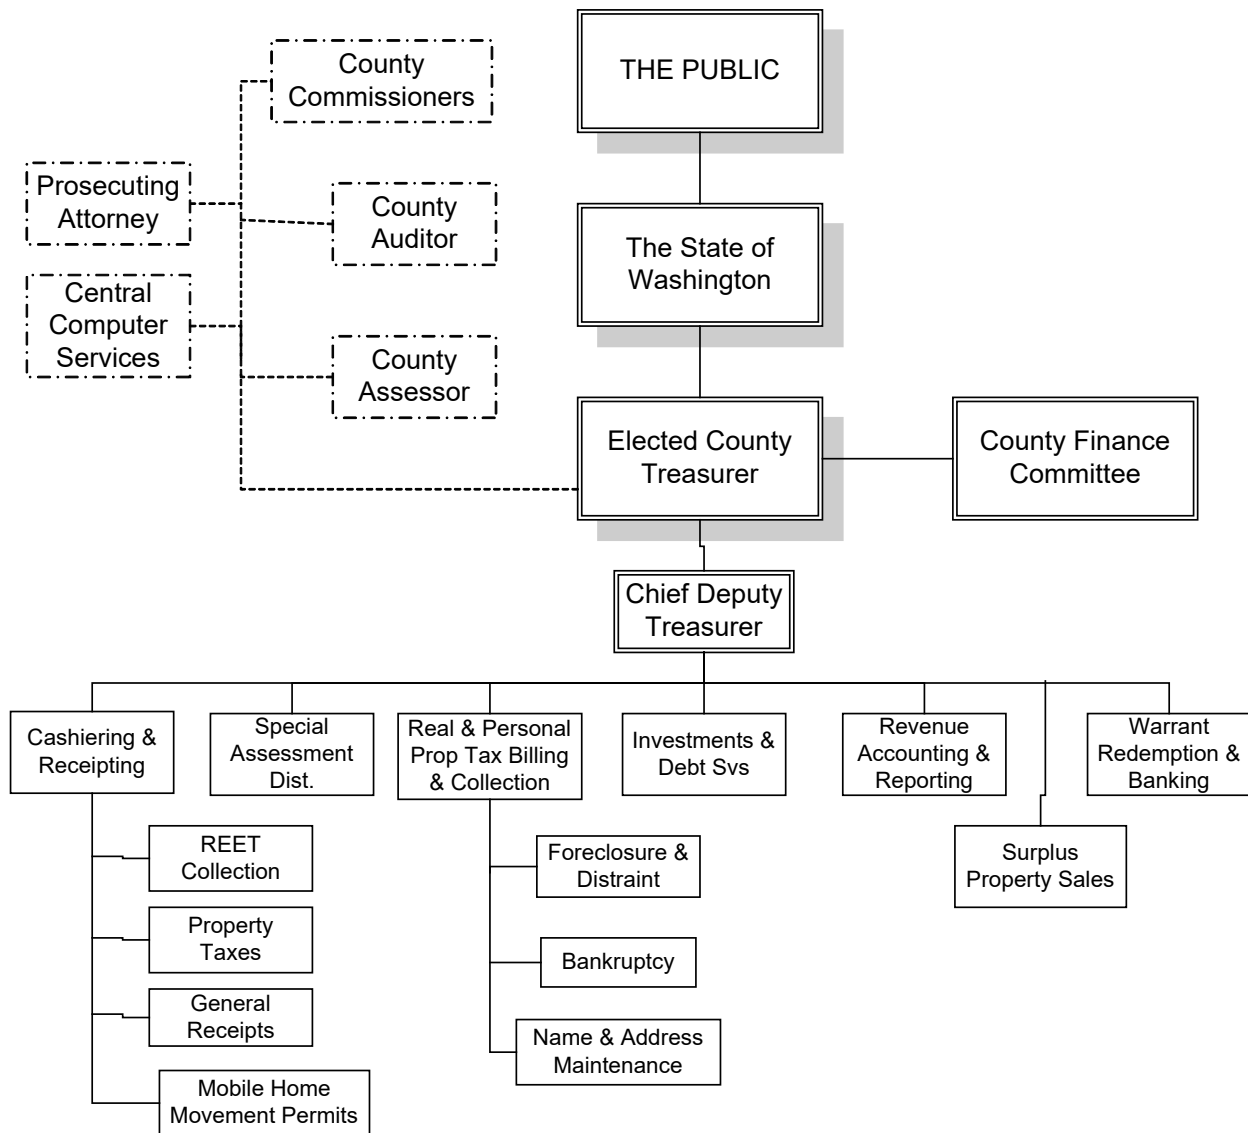 County
Commissioners
THE PUBLIC
Prosecuting
Attorney
County
Auditor
The State of
Washington
Central
Computer
Services
County
Assessor
Elected County
Treasurer
County Finance
Committee
Chief Deputy
Treasurer
Cashiering &
Receipting
Special
Assessment
Dist.
Real & Personal
Prop Tax Billing
& Collection
Investments &
Debt Svs
Revenue
Accounting &
Reporting
Warrant
Redemption &
Banking
REET
Collection
Property
Taxes
General
Receipts
Mobile Home
Movement Permits
Foreclosure &
Distraint
Bankruptcy
Name & Address
Maintenance
Surplus
Property Sales